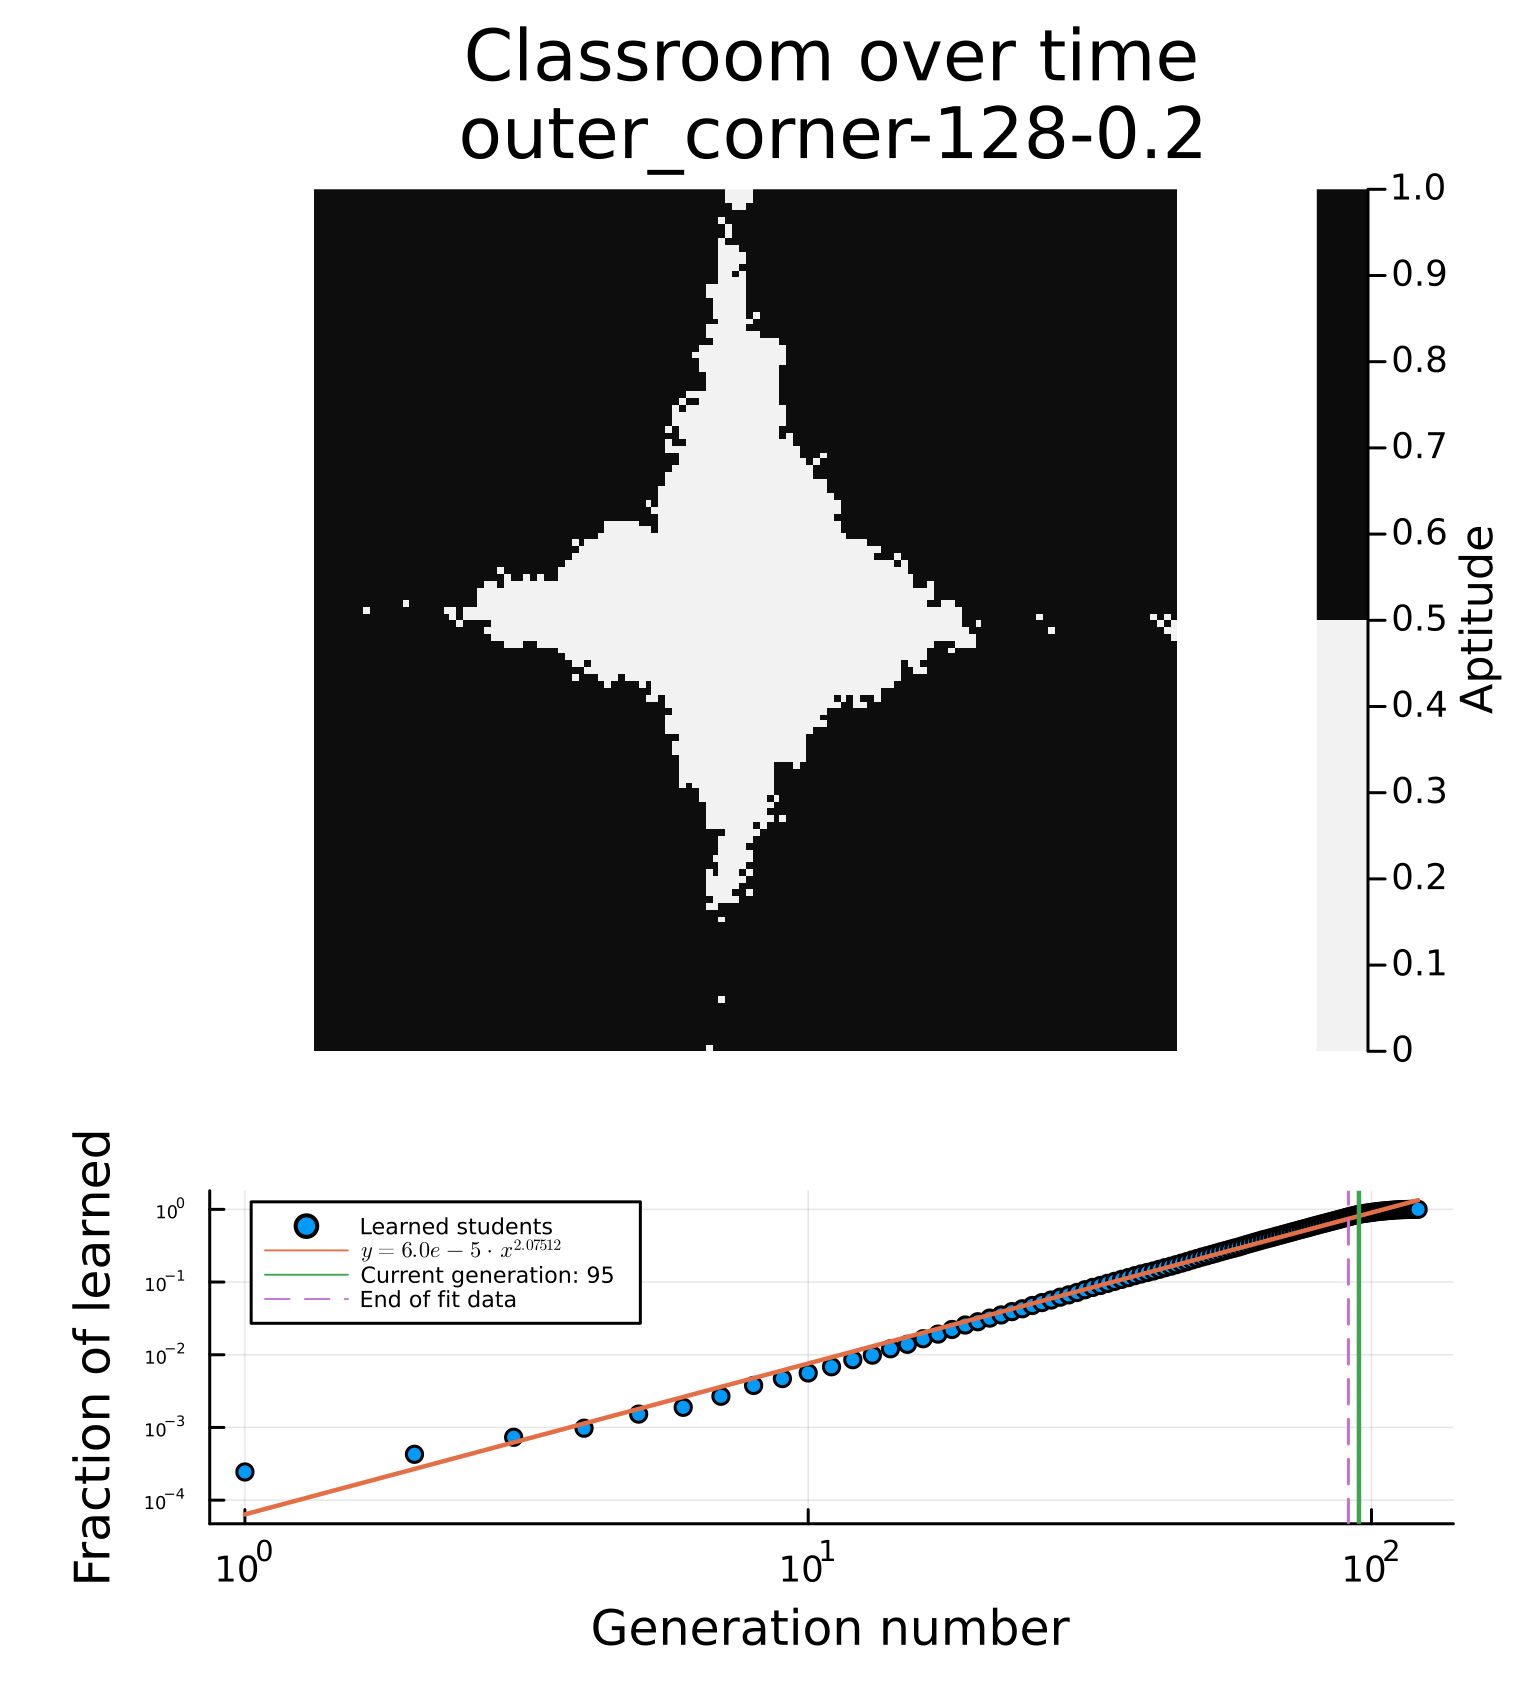 Classroom over time
outer_corner-128-0.2
1.0
0.9
0.8
0.7
0.6
0.5
0.4
0.3
0.2
0.1
0
Aptitude
Fraction of learned
10^0
10^-1
10^-2
10^-3
10^-4
Learned students
y = 6.0e − 5 · x^2.07512
Current generation: 95
End of fit data
10^0 10^1 10^2
Generation number